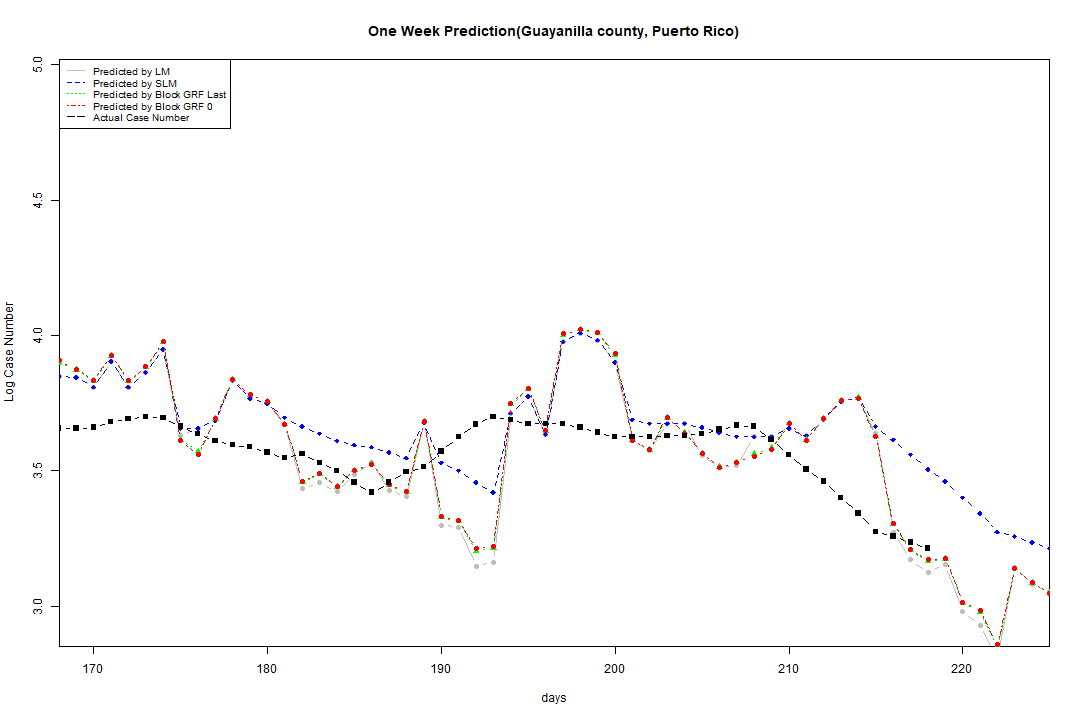 One Week Prediction(Guayanilla county, Puerto Rico)
Predicted by LM
Predicted by SLM
Predicted by Block GRF Last
Predicted by Block GRF 0
Actual Case Number
5.0
4.5
4.0
3.5
3.0
Log Case Number
170 180 190 200 210 220
days